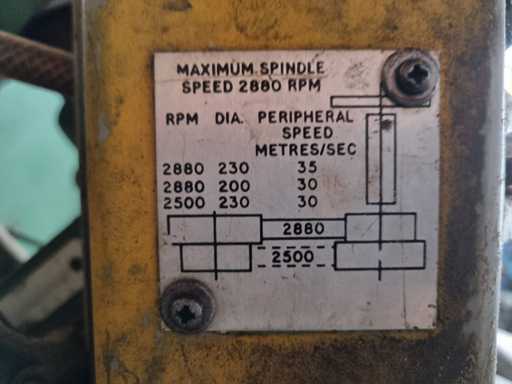 MAXIMUM SPINDLE
SPEED 2880 RPM
RPM DIA. PERIPHERAL
SPEED
METRES/SEC
2880 230 35
2880 200 30
2500 230 30
2880
2500